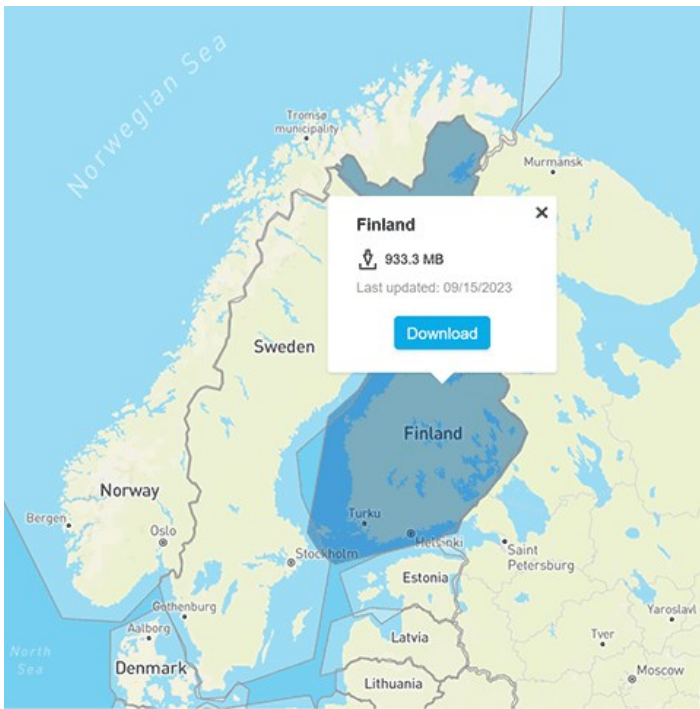 Norwegian Sea
Tromsø
municipality
Murmansk
Finland
933.3 MB
Last updated: 09/15/2023
Download
Sweden
Finland
Norway
Bergen
Oslo
Turku
Helsinki
Stockholm
Saint
Petersburg
Estonia
Gothenburg
Yaroslavl
Aalborg
Tver
Latvia
North
Sea
Denmark
Moscow
Lithuania